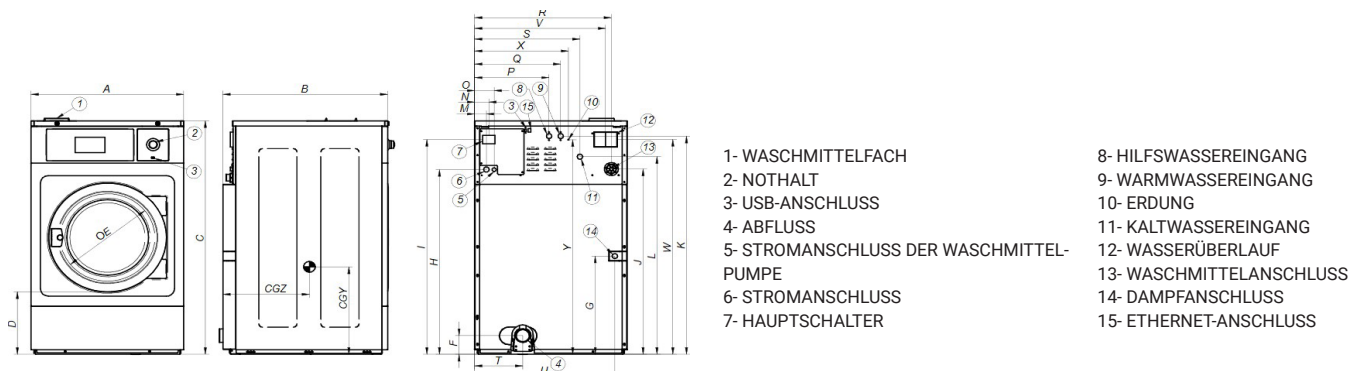 A
B
C
D
OE
1
2
3
CGZ
CGY
R
V
S
X
Q
P
O
N
M
3
15
8
9
10
12
13
7
6
5
11
14
4
I
H
F
Y
G
J
L
W
K
T
U
1- WASCHMITTELFACH
2- NOTHALT
3- USB-ANSCHLUSS
4- ABFLUSS
5- STROMANSCHLUSS DER WASCHMITTEL-
PUMPE
6- STROMANSCHLUSS
7- HAUPTSCHALTER
8- HILFSWASSEREINGANG
9- WARMWASSEREINGANG
10- ERDUNG
11- KALTWASSEREINGANG
12- WASSERÜBERLAUF
13- WASCHMITTELANSCHLUSS
14- DAMPFANSCHLUSS
15- ETHERNET-ANSCHLUSS